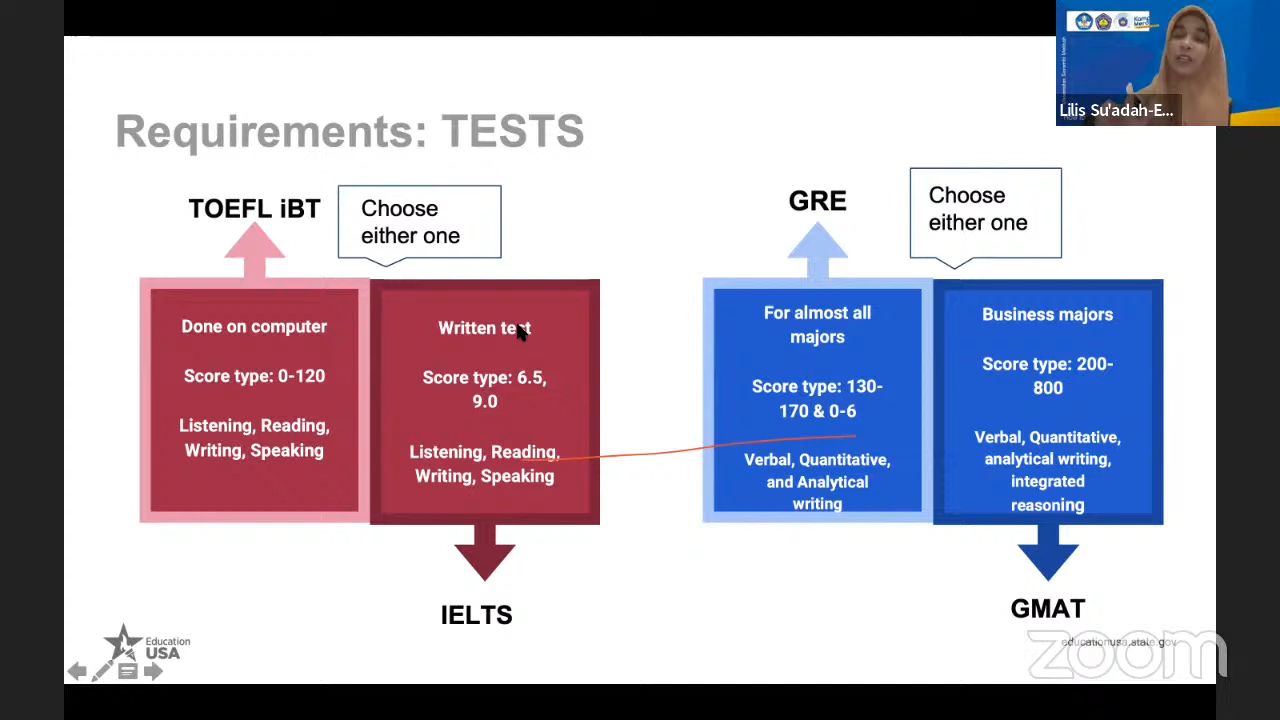 Requirements: TESTS
TOEFL iBT
Choose
either one
Done on computer
Score type: 0-120
Listening, Reading,
Writing, Speaking
Written test
Score type: 6.5,
9.0
Listening, Reading,
Writing, Speaking
IELTS
GRE
Choose
either one
For almost all
majors
Score type: 130-
170 & 0-6
Verbal, Quantitative,
and Analytical
writing
Business majors
Score type: 200-
800
Verbal, Quantitative,
analytical writing,
integrated
reasoning
GMAT
Education
USA
educationusa.state.gov
zoom
Lilis Su'adah-E...